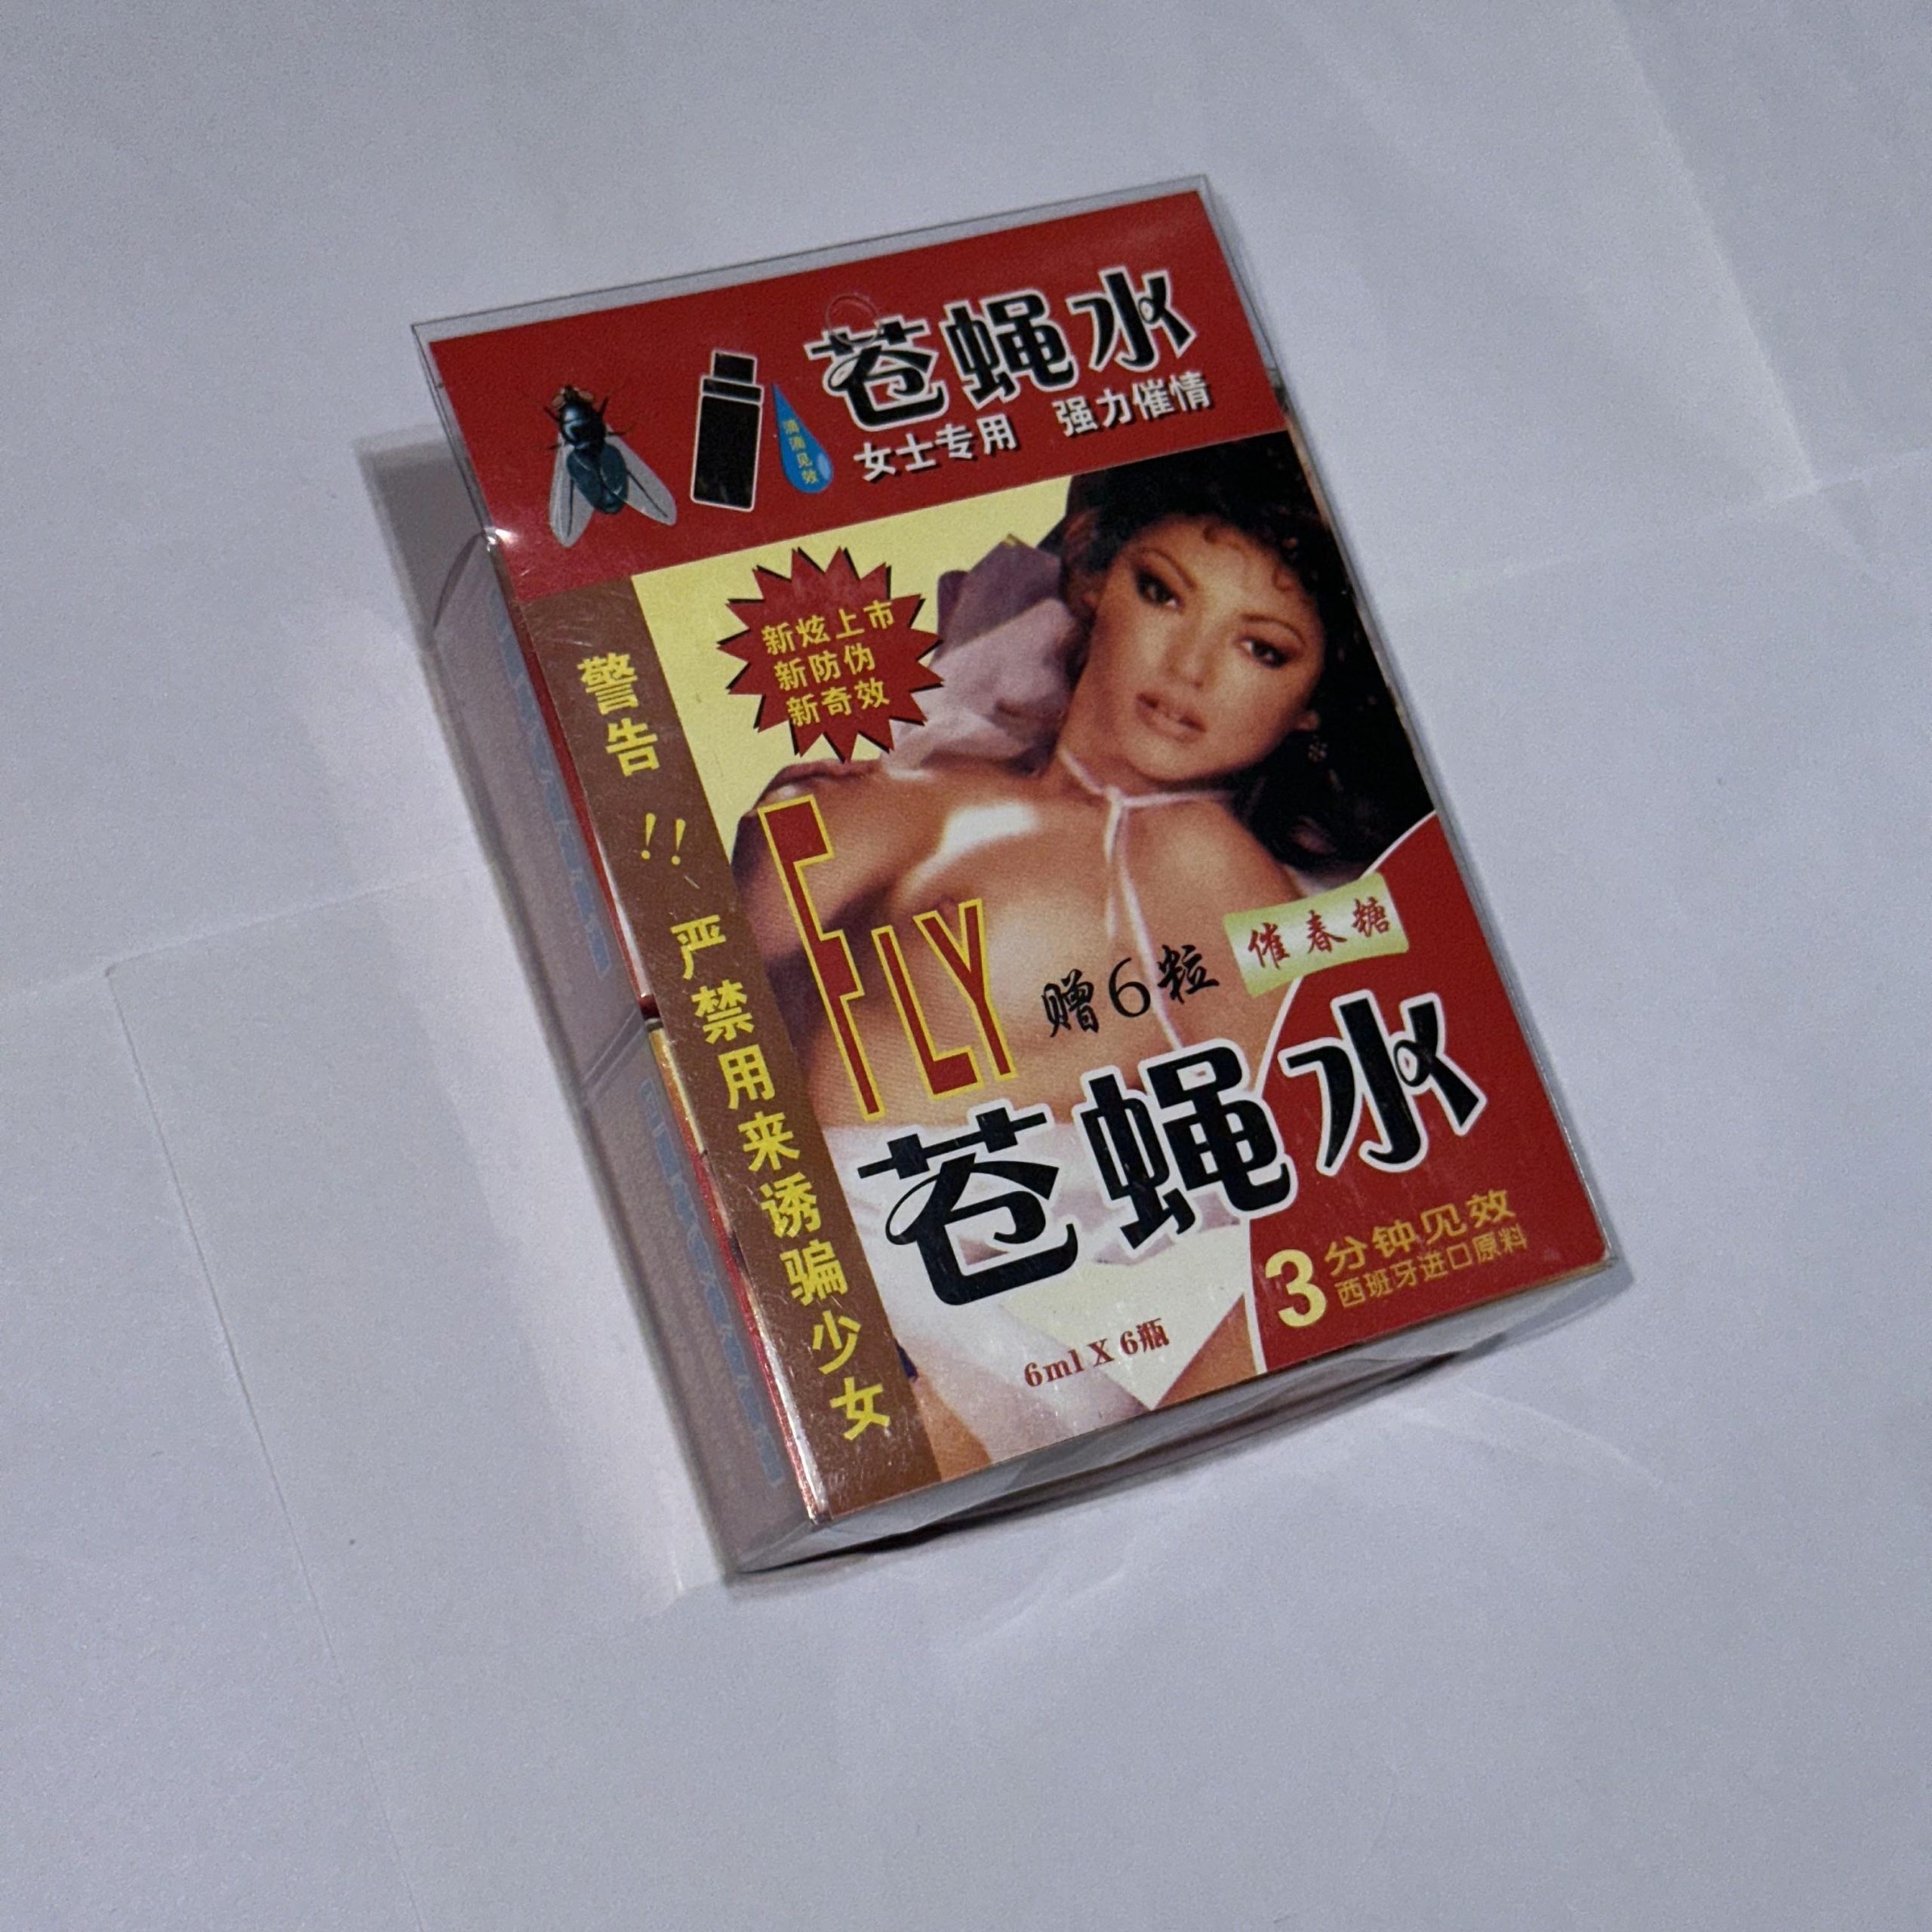 苍蝇水
女士专用 强力催情
滴滴见效
新炫上市
新防伪
新奇效
警告!! 严禁用来诱骗少女
FLY
赠6粒
催春糖
苍蝇水
3分钟见效
西班牙进口原料
6ml X 6瓶